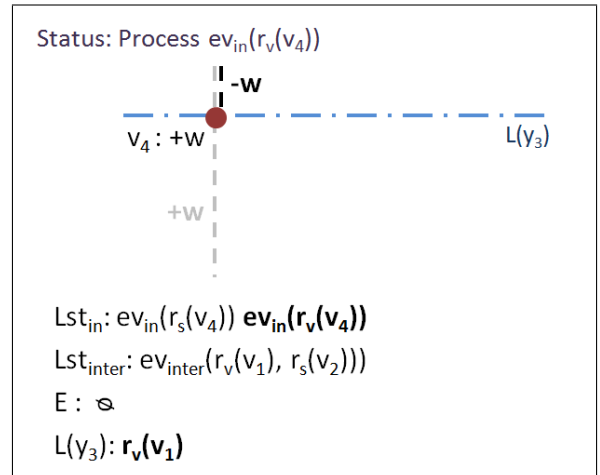 Status: Process ev_in(r_v(v_4))
-w
v_4 : +w
L(y_3)
+w
Lst_in: ev_in(r_s(v_4)) ev_in(r_v(v_4))
Lst_inter: ev_inter(r_v(v_1), r_s(v_2)))
E : ∅
L(y_3): r_v(v_1)